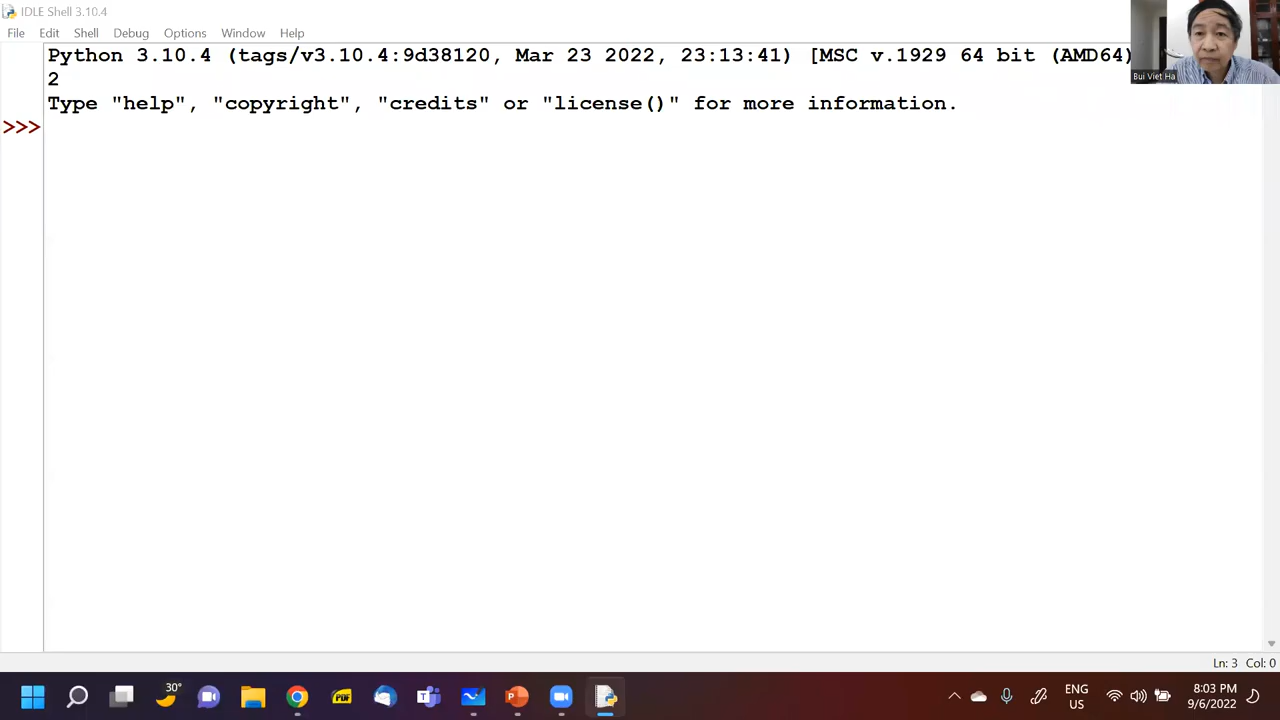 IDLE Shell 3.10.4
File Edit Shell Debug Options Window Help
Python 3.10.4 (tags/v3.10.4:9d38120, Mar 23 2022, 23:13:41) [MSC v.1929 64 bit (AMD64)
2
Type "help", "copyright", "credits" or "license()" for more information.
>>>
Bui Viet Ha
Ln: 3 Col: 0
30°
PDF
ENG
US
8:03 PM
9/6/2022